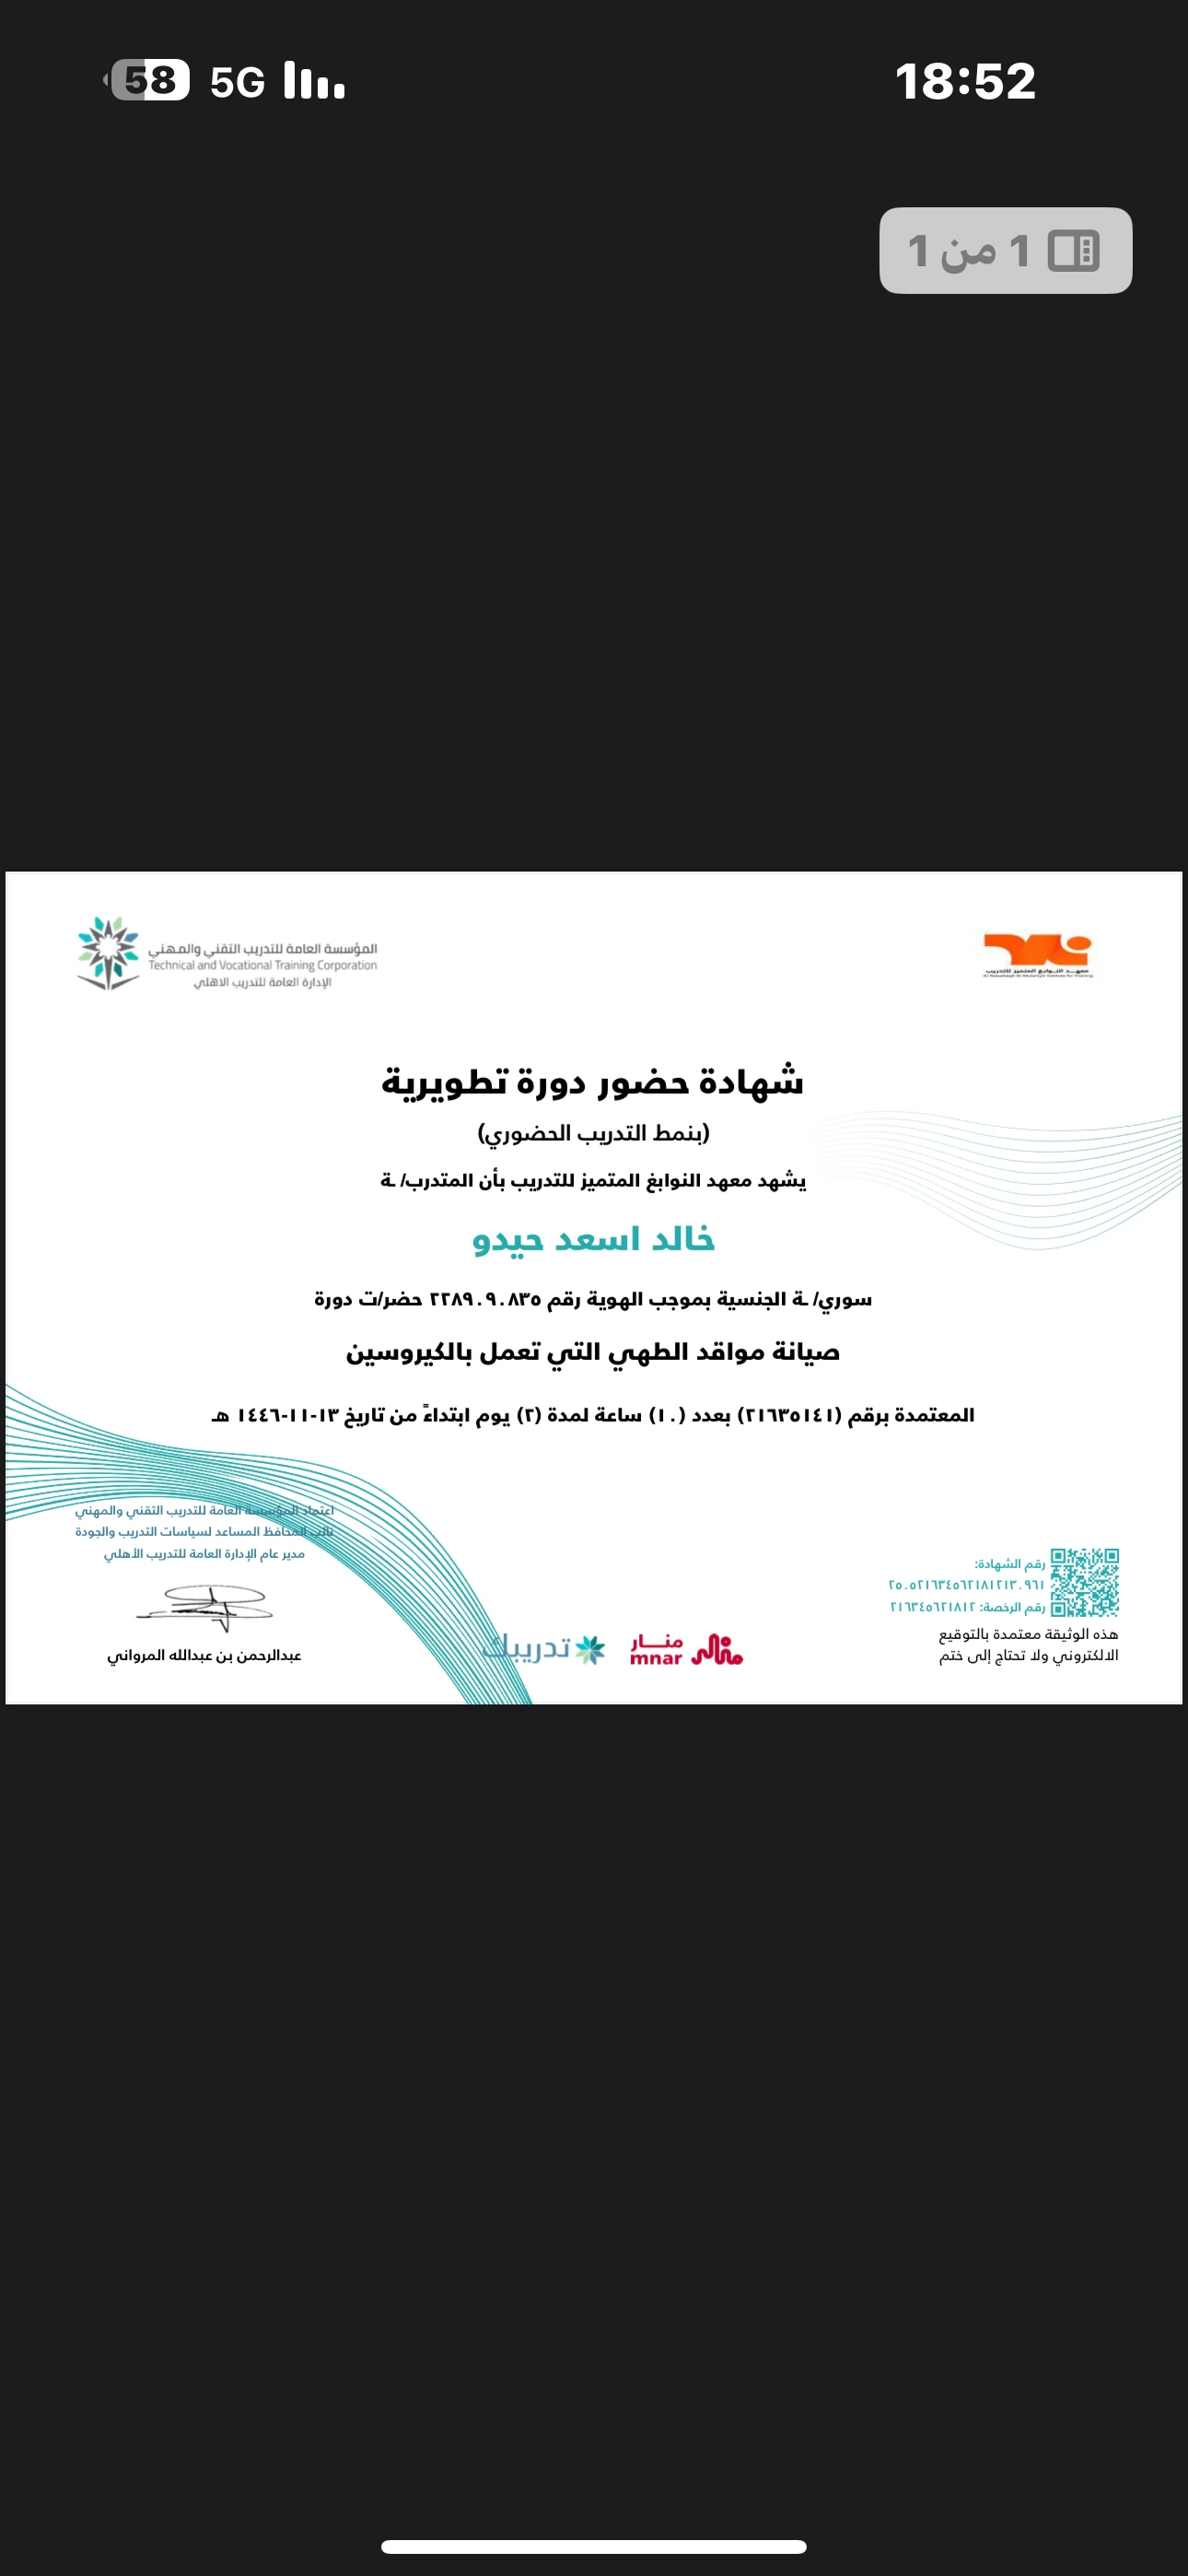 18:52
5G 58
1 من 1
المؤسسة العامة للتدريب التقني والمهني
Technical and Vocational Training Corporation
الإدارة العامة للتدريب الاهلي
معهد النوابغ المتميز للتدريب
شهادة حضور دورة تطويرية
(بنمط التدريب الحضوري)
يشهد معهد النوابغ المتميز للتدريب بأن المتدرب/ ـة
خالد اسعد حيدو
سوري/ ـة الجنسية بموجب الهوية رقم ٢٢٨٩٠٩٠٨٣٥ حضر/ت دورة
صيانة مواقد الطهي التي تعمل بالكيروسين
المعتمدة برقم (٢١٦٣٥١٤١) بعدد (١٠) ساعة لمدة (٢) يوم ابتداءً من تاريخ ١٣-١١-١٤٤٦ هـ
رقم الشهادة:
٢٥٠٥٢١٦٣٤٥٦٢١٨١٢١٣٠٩٦١
رقم الرخصة: ٢١٦٣٤٥٦٢١٨١٢
هذه الوثيقة معتمدة بالتوقيع
الالكتروني ولا تحتاج إلى ختم
منار
mnar
تدريبك
اعتماد المؤسسة العامة للتدريب التقني والمهني
نائب المحافظ المساعد لسياسات التدريب والجودة
مدير عام الإدارة العامة للتدريب الأهلي
عبدالرحمن بن عبدالله المرواني